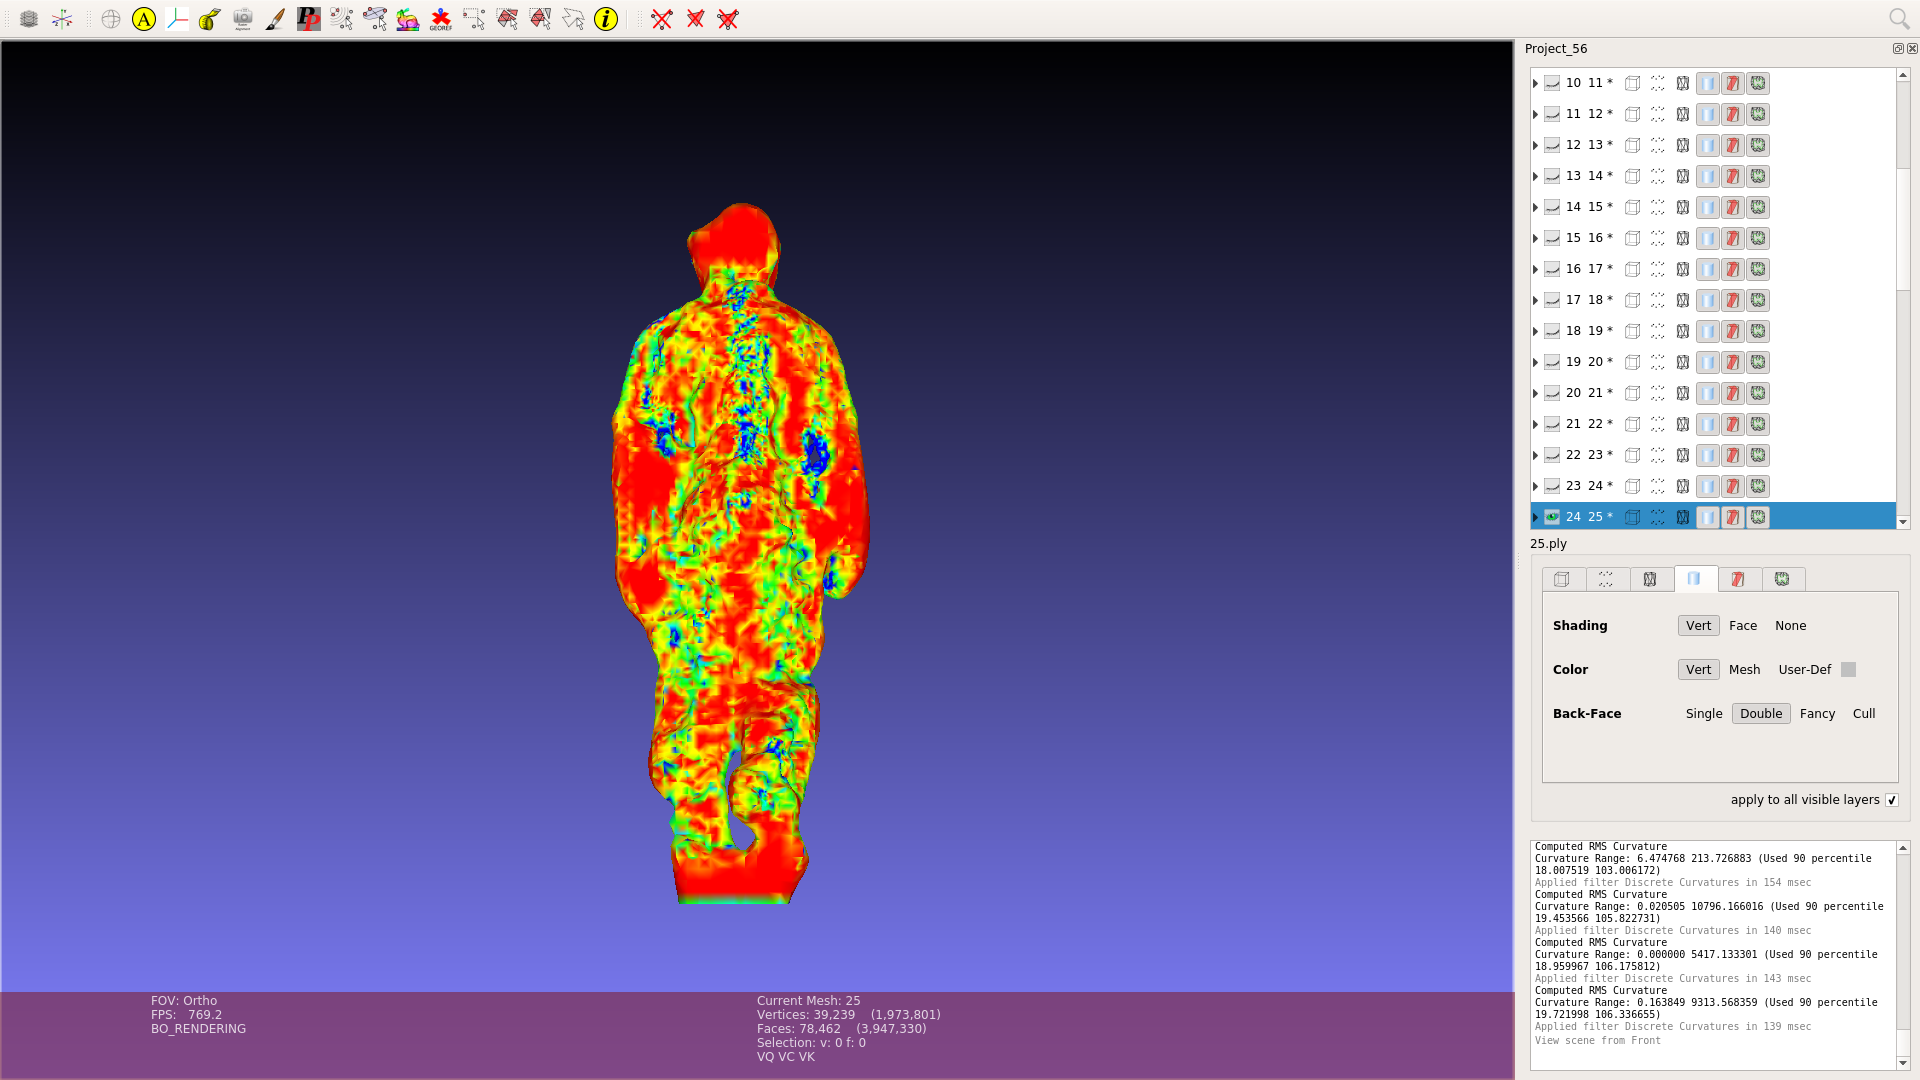 A
PP
GEOREF
i
Project_56
10 11 *
11 12 *
12 13 *
13 14 *
14 15 *
15 16 *
16 17 *
17 18 *
18 19 *
19 20 *
20 21 *
21 22 *
22 23 *
23 24 *
24 25 *
25.ply
Shading Vert Face None
Color Vert Mesh User-Def
Back-Face Single Double Fancy Cull
apply to all visible layers
Computed RMS Curvature
Curvature Range: 6.474768 213.726883 (Used 90 percentile
18.007519 103.006172)
Applied filter Discrete Curvatures in 154 msec
Computed RMS Curvature
Curvature Range: 0.020505 10796.166016 (Used 90 percentile
19.453566 105.822731)
Applied filter Discrete Curvatures in 140 msec
Computed RMS Curvature
Curvature Range: 0.000000 5417.133301 (Used 90 percentile
18.959967 106.175812)
Applied filter Discrete Curvatures in 143 msec
Computed RMS Curvature
Curvature Range: 0.163849 9313.568359 (Used 90 percentile
19.721998 106.336655)
Applied filter Discrete Curvatures in 139 msec
View scene from Front
FOV: Ortho
FPS: 769.2
BO_RENDERING
Current Mesh: 25
Vertices: 39,239 (1,973,801)
Faces: 78,462 (3,947,330)
Selection: v: 0 f: 0
VQ VC VK